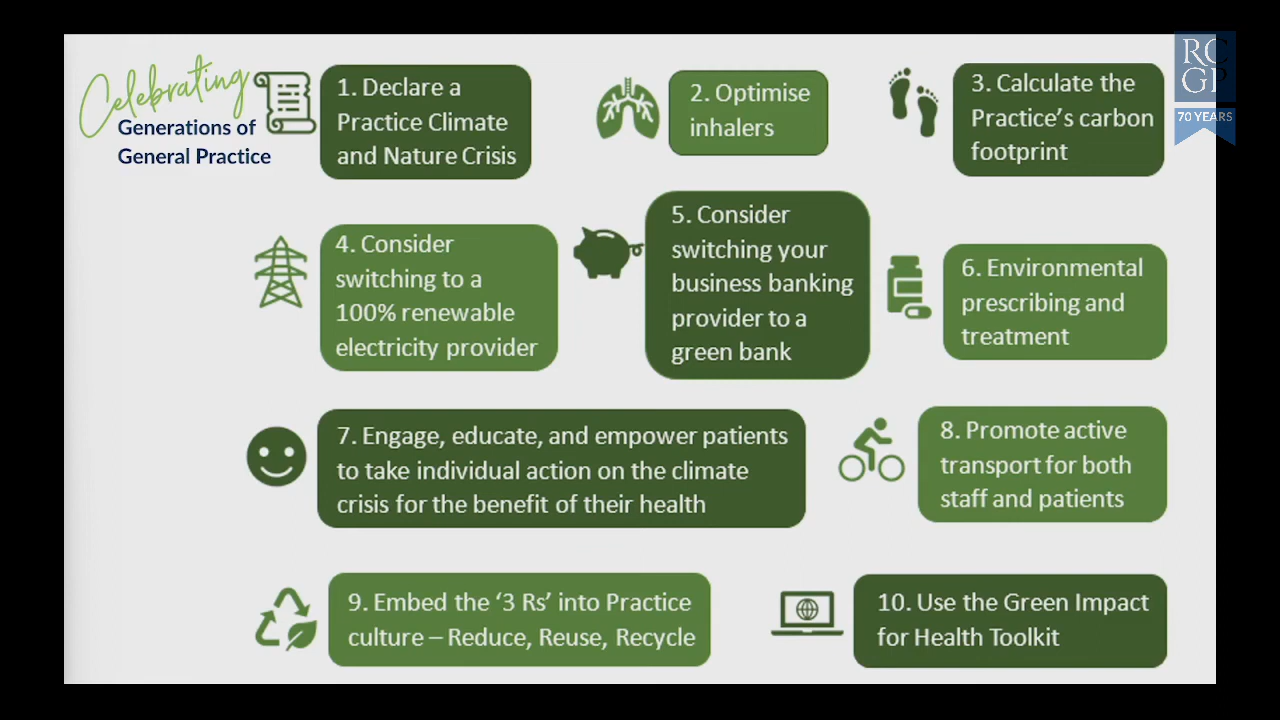 Celebrating
Generations of
General Practice
1. Declare a
Practice Climate
and Nature Crisis
2. Optimise
inhalers
3. Calculate the
Practice’s carbon
footprint
RC
GP
70 YEARS
4. Consider
switching to a
100% renewable
electricity provider
5. Consider
switching your
business banking
provider to a
green bank
6. Environmental
prescribing and
treatment
7. Engage, educate, and empower patients
to take individual action on the climate
crisis for the benefit of their health
8. Promote active
transport for both
staff and patients
9. Embed the ‘3 Rs’ into Practice
culture – Reduce, Reuse, Recycle
10. Use the Green Impact
for Health Toolkit